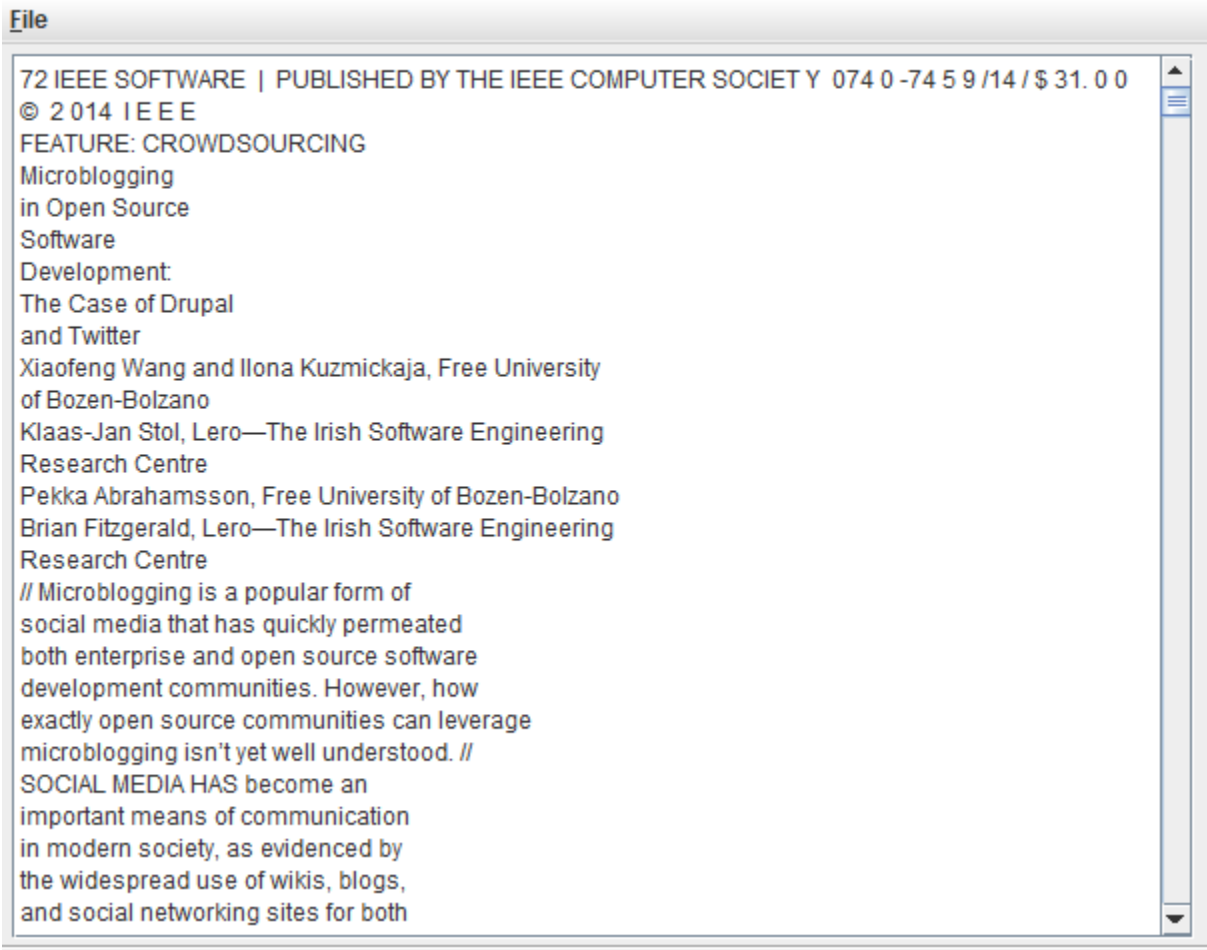 File
72 IEEE SOFTWARE | PUBLISHED BY THE IEEE COMPUTER SOCIET Y 074 0 -74 5 9 /14 / $ 31. 0 0
© 2 014 I E E E
FEATURE: CROWDSOURCING
Microblogging
in Open Source
Software
Development:
The Case of Drupal
and Twitter
Xiaofeng Wang and Ilona Kuzmickaja, Free University
of Bozen-Bolzano
Klaas-Jan Stol, Lero—The Irish Software Engineering
Research Centre
Pekka Abrahamsson, Free University of Bozen-Bolzano
Brian Fitzgerald, Lero—The Irish Software Engineering
Research Centre
// Microblogging is a popular form of
social media that has quickly permeated
both enterprise and open source software
development communities. However, how
exactly open source communities can leverage
microblogging isn't yet well understood. //
SOCIAL MEDIA HAS become an
important means of communication
in modern society, as evidenced by
the widespread use of wikis, blogs,
and social networking sites for both